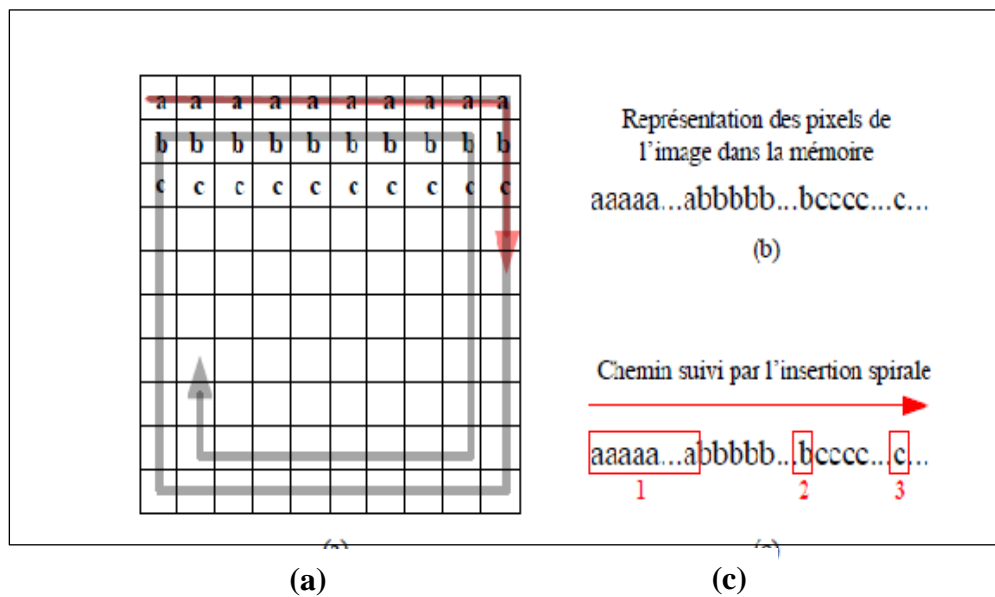 a a a a a a a a a a
b b b b b b b b b b
c c c c c c c c c c
Représentation des pixels de
l'image dans la mémoire
aaaaa...abbbbb...bcccc...c...
(b)
Chemin suivi par l'insertion spirale
aaaaa...abbbbb...bcccc...c...
1 2 3
(a) (c)